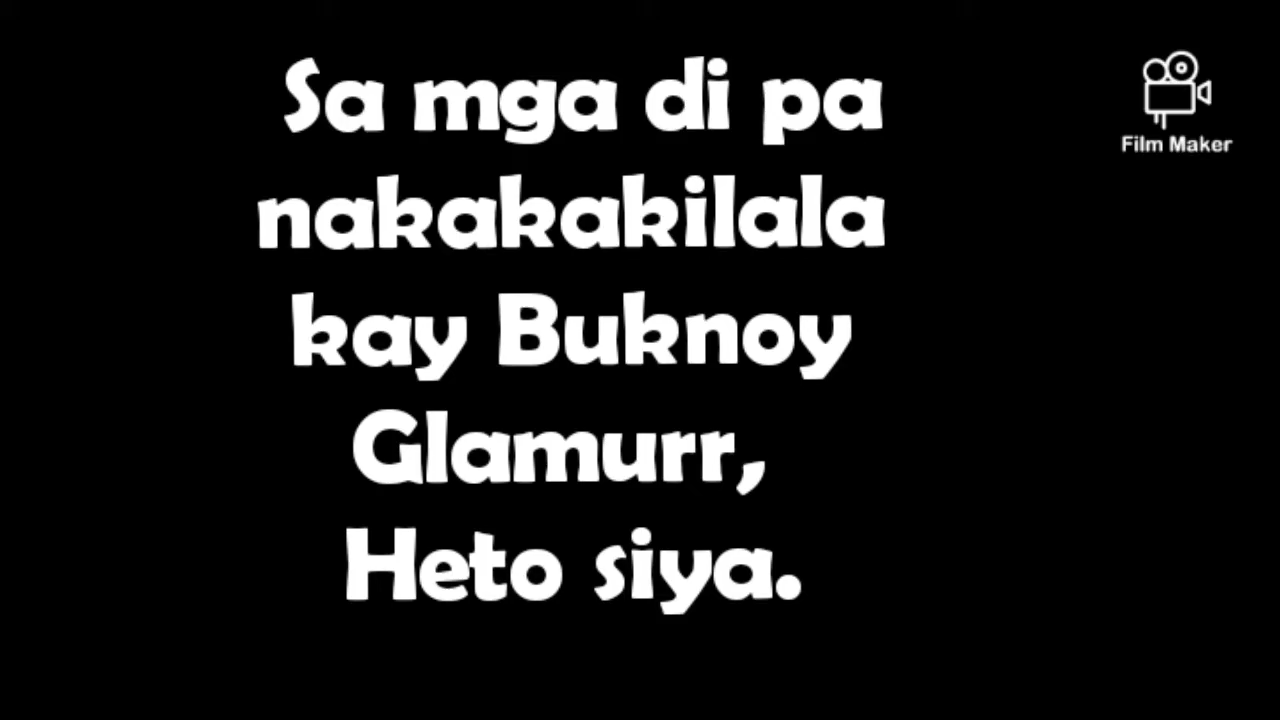 Sa mga di pa
nakakakilala
kay Buknoy
Glamurr,
Heto siya.
Film Maker